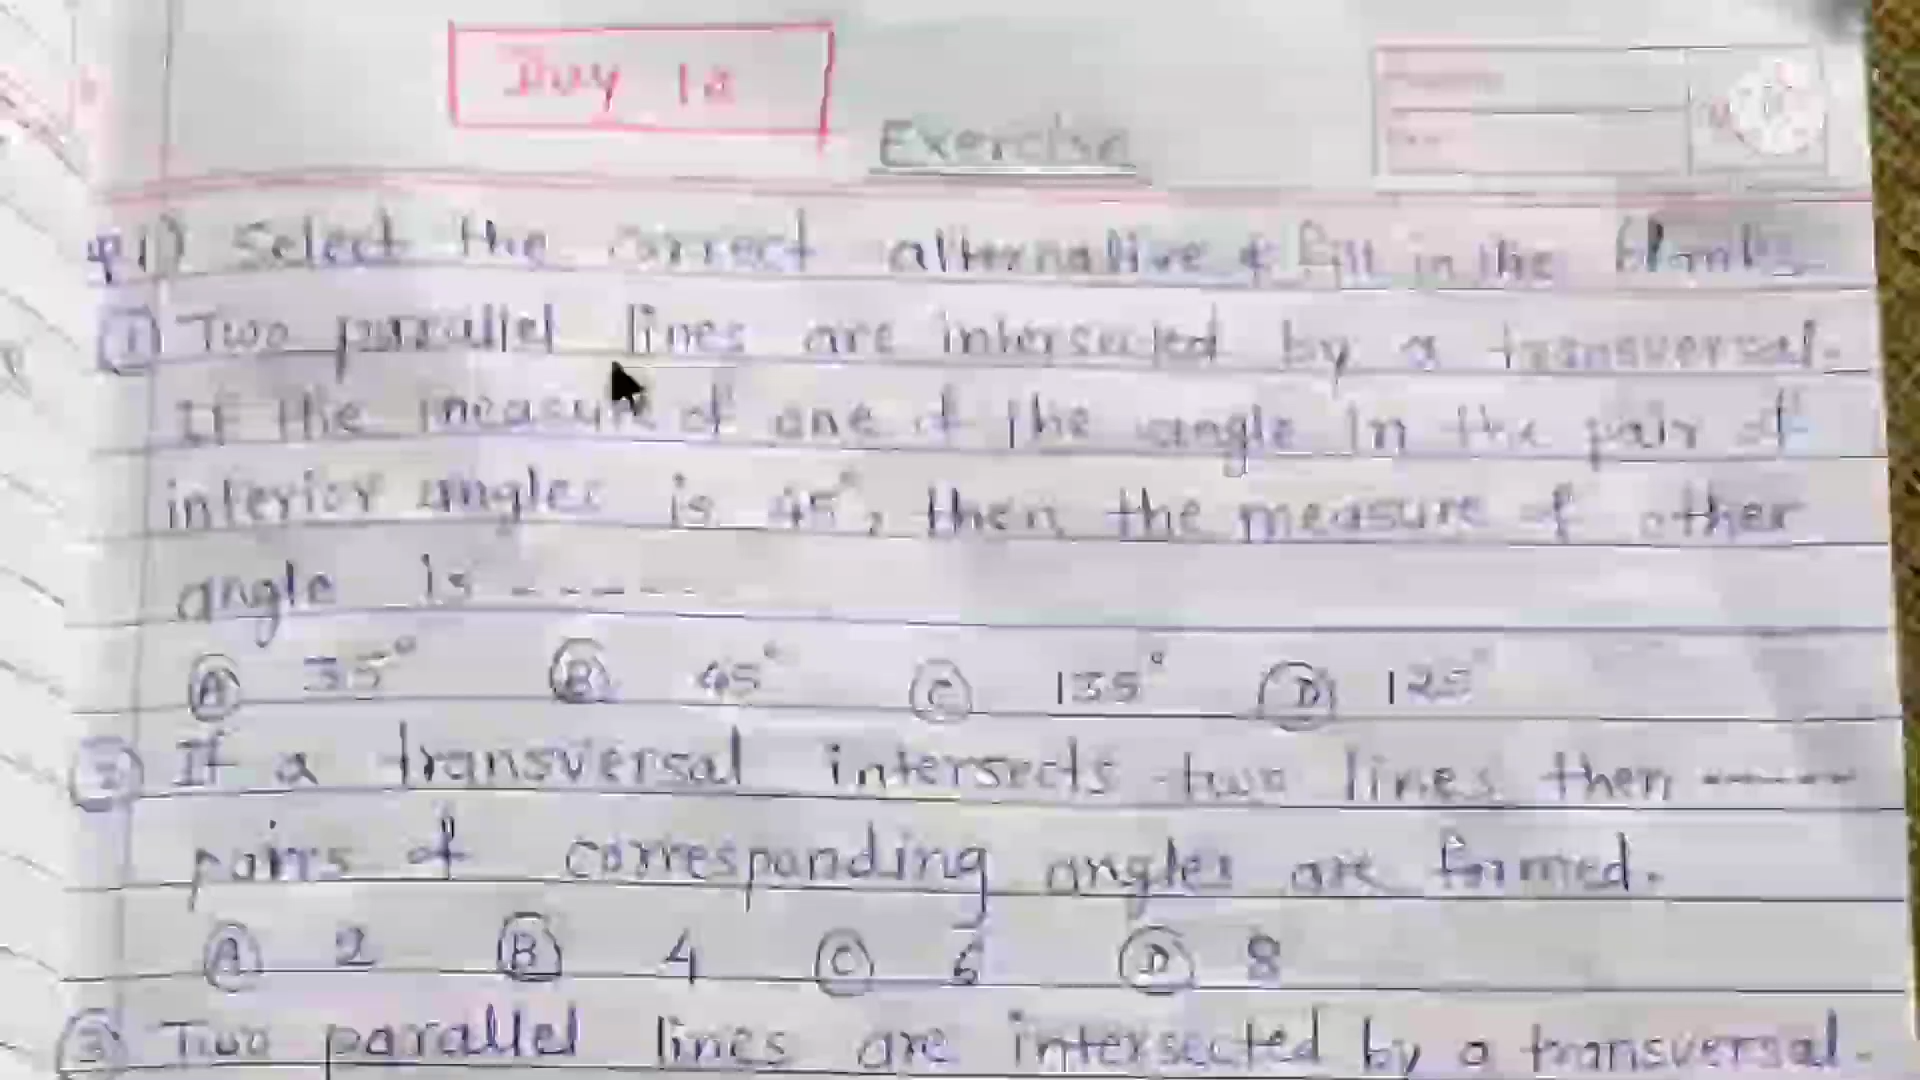 Day 10
Exercise
Q1) Select the correct alternative & fill in the blanks
① Two parallel lines are intersected by a transversal.
If the measure of one of the angle in the pair of
interior angles is 45°, then the measure of other
angle is -----
Ⓐ 35° Ⓑ 45° Ⓒ 135° Ⓓ 125°
② If a transversal intersects two lines then -----
pairs of corresponding angles are formed.
Ⓐ 2 Ⓑ 4 Ⓒ 6 Ⓓ 8
③ Two parallel lines are intersected by a transversal.